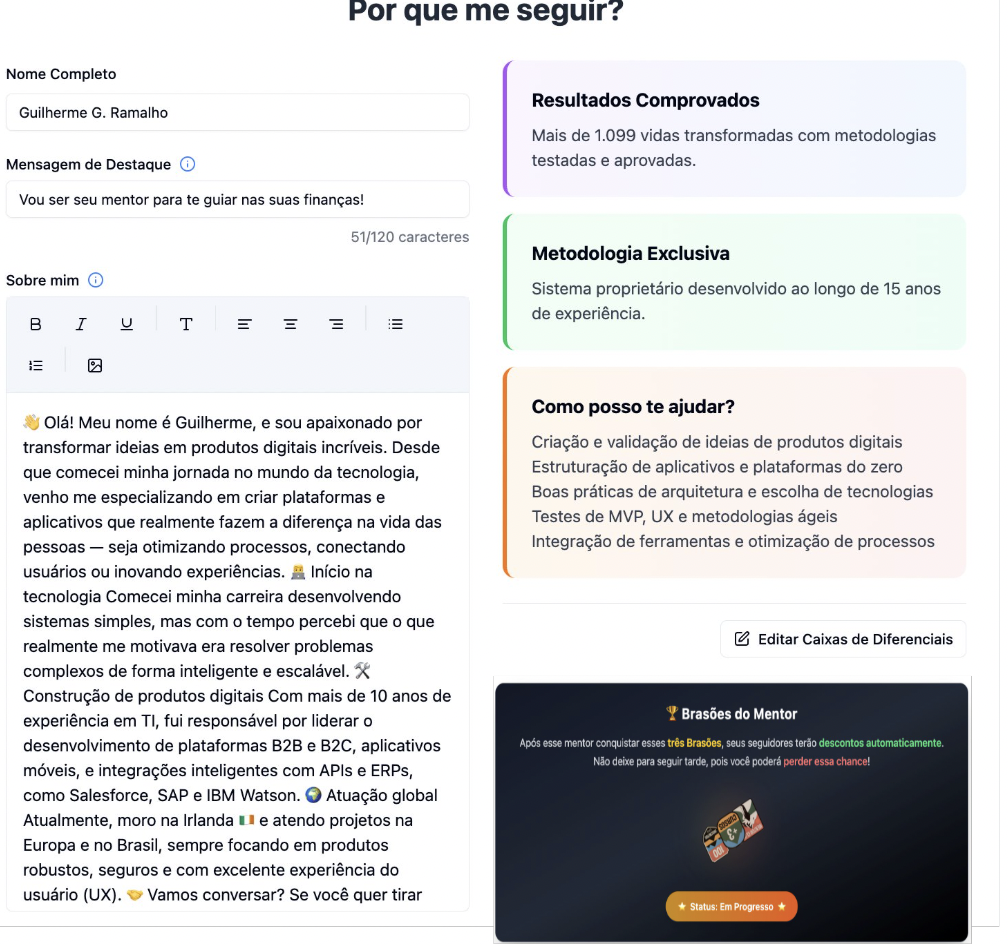 Por que me seguir?
Nome Completo
Guilherme G. Ramalho
Mensagem de Destaque
Vou ser seu mentor para te guiar nas suas finanças!
51/120 caracteres
Sobre mim
B I U T
👋 Olá! Meu nome é Guilherme, e sou apaixonado por
transformar ideias em produtos digitais incríveis. Desde
que comecei minha jornada no mundo da tecnologia,
venho me especializando em criar plataformas e
aplicativos que realmente fazem a diferença na vida das
pessoas — seja otimizando processos, conectando
usuários ou inovando experiências. 👨‍💻 Início na
tecnologia Comecei minha carreira desenvolvendo
sistemas simples, mas com o tempo percebi que o que
realmente me motivava era resolver problemas
complexos de forma inteligente e escalável. 🛠️
Construção de produtos digitais Com mais de 10 anos de
experiência em TI, fui responsável por liderar o
desenvolvimento de plataformas B2B e B2C, aplicativos
móveis, e integrações inteligentes com APIs e ERPs,
como Salesforce, SAP e IBM Watson. 🌍 Atuação global
Atualmente, moro na Irlanda 🇮🇪 e atendo projetos na
Europa e no Brasil, sempre focando em produtos
robustos, seguros e com excelente experiência do
usuário (UX). 🤝 Vamos conversar? Se você quer tirar
Resultados Comprovados
Mais de 1.099 vidas transformadas com metodologias
testadas e aprovadas.
Metodologia Exclusiva
Sistema proprietário desenvolvido ao longo de 15 anos
de experiência.
Como posso te ajudar?
Criação e validação de ideias de produtos digitais
Estruturação de aplicativos e plataformas do zero
Boas práticas de arquitetura e escolha de tecnologias
Testes de MVP, UX e metodologias ágeis
Integração de ferramentas e otimização de processos
Editar Caixas de Diferenciais
🏆 Brasões do Mentor
Após esse mentor conquistar esses três Brasões, seus seguidores terão descontos automaticamente.
Não deixe para seguir tarde, pois você poderá perder essa chance!
⭐ Status: Em Progresso ⭐